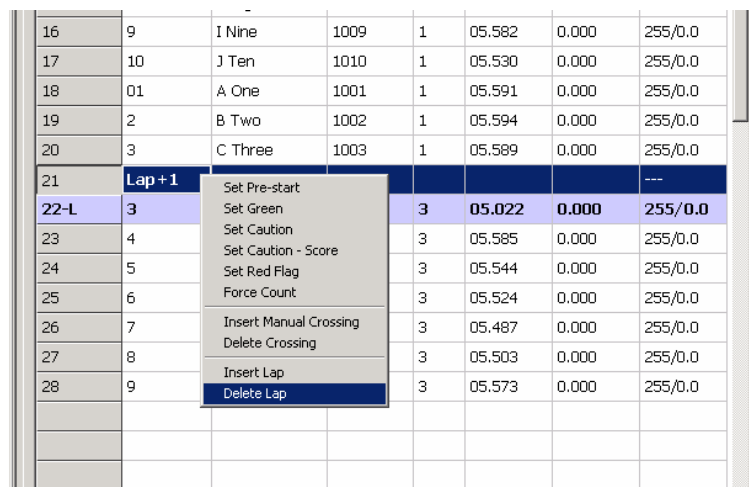 16 9 I Nine 1009 1 05.582 0.000 255/0.0
17 10 J Ten 1010 1 05.530 0.000 255/0.0
18 01 A One 1001 1 05.591 0.000 255/0.0
19 2 B Two 1002 1 05.594 0.000 255/0.0
20 3 C Three 1003 1 05.589 0.000 255/0.0
21 Lap+1 ---
22-L 3 3 05.022 0.000 255/0.0
23 4 3 05.585 0.000 255/0.0
24 5 3 05.544 0.000 255/0.0
25 6 3 05.524 0.000 255/0.0
26 7 3 05.487 0.000 255/0.0
27 8 3 05.503 0.000 255/0.0
28 9 3 05.573 0.000 255/0.0
Set Pre-start
Set Green
Set Caution
Set Caution - Score
Set Red Flag
Force Count
Insert Manual Crossing
Delete Crossing
Insert Lap
Delete Lap